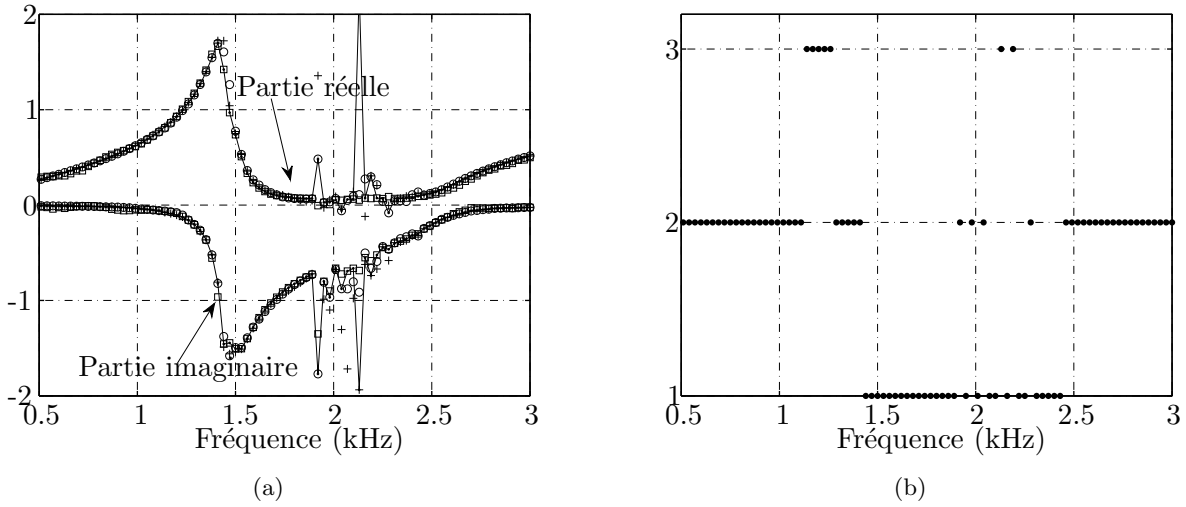 2
1
0
-1
-2
0.5 1 1.5 2 2.5 3
Partie réelle
Partie imaginaire
Fréquence (kHz)
(a)
3
2
1
0.5 1 1.5 2 2.5 3
Fréquence (kHz)
(b)